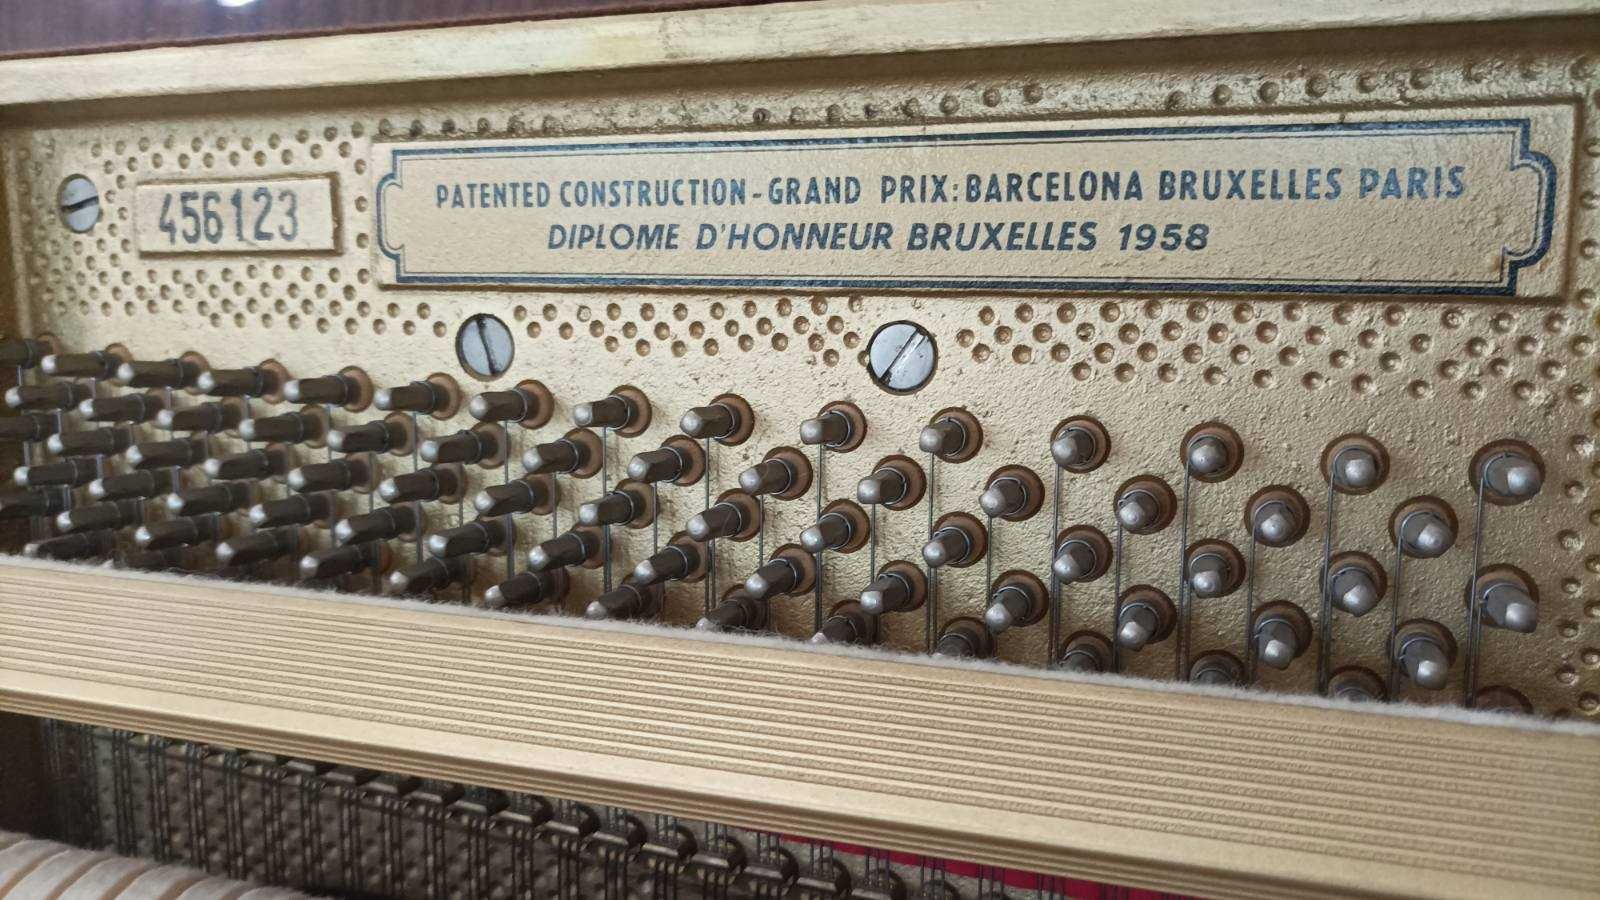 456123
PATENTED CONSTRUCTION - GRAND PRIX: BARCELONA BRUXELLES PARIS
DIPLOME D'HONNEUR BRUXELLES 1958